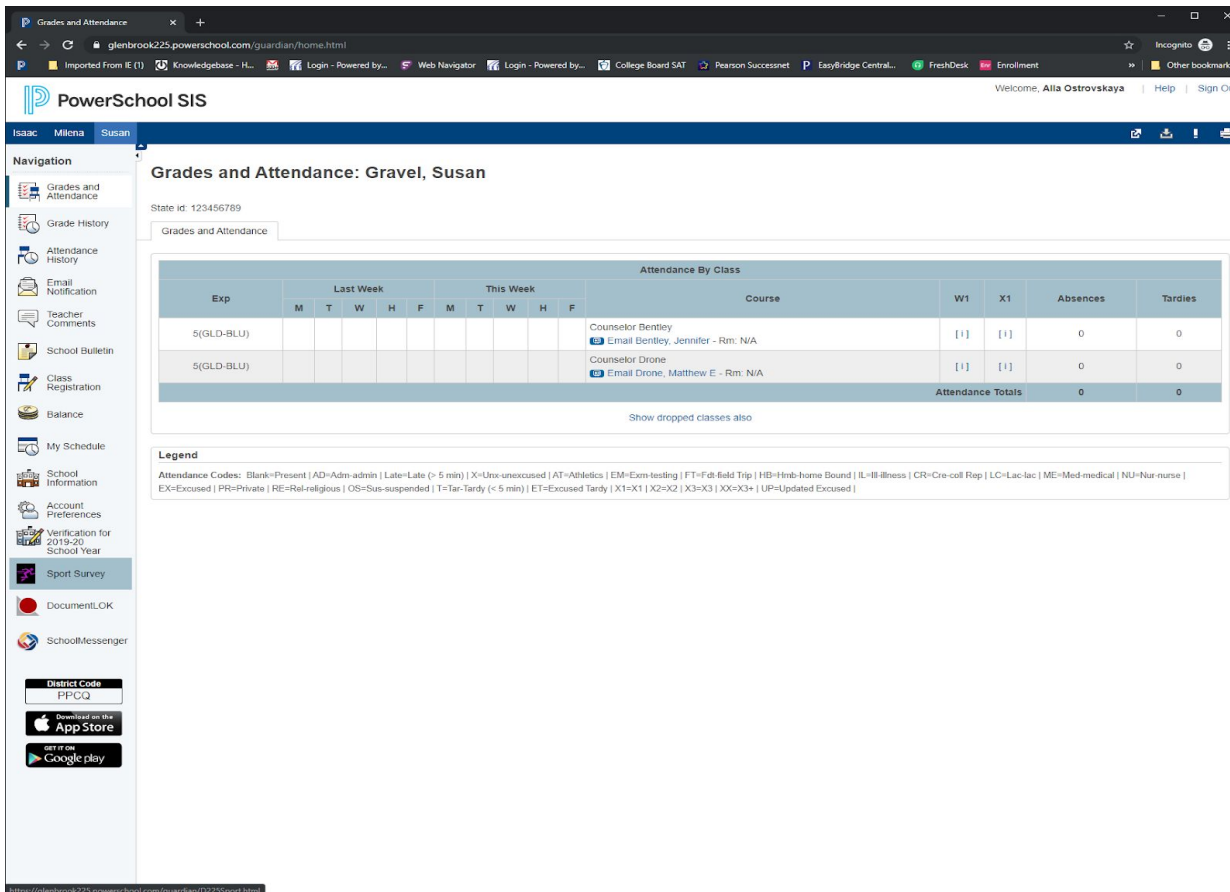 Grades and Attendance
glenbrook225.powerschool.com/guardian/home.html
Incognito
Imported From IE (1) Knowledgebase - H... Login - Powered by... Web Navigator Login - Powered by... College Board SAT Pearson Successnet EasyBridge Central... FreshDesk Enrollment » Other bookmark
PowerSchool SIS
Welcome, Alla Ostrovskaya | Help | Sign O
Isaac Milena Susan
Navigation
Grades and
Attendance
Grade History
Attendance
History
Email
Notification
Teacher
Comments
School Bulletin
Class
Registration
Balance
My Schedule
School
Information
Account
Preferences
Verification for
2019-20
School Year
Sport Survey
DocumentLOK
SchoolMessenger
District Code
PPCQ
Download on the
App Store
GET IT ON
Google play
Grades and Attendance: Gravel, Susan
State id: 123456789
Grades and Attendance
Attendance By Class
Exp Last Week This Week Course W1 X1 Absences Tardies
M T W H F M T W H F
5(GLD-BLU) Counselor Bentley [ i ] [ i ] 0 0
Email Bentley, Jennifer - Rm: N/A
5(GLD-BLU) Counselor Drone [ i ] [ i ] 0 0
Email Drone, Matthew E - Rm: N/A
Attendance Totals 0 0
Show dropped classes also
Legend
Attendance Codes: Blank=Present | AD=Adm-admin | Late=Late (> 5 min) | X=Unx-unexcused | AT=Athletics | EM=Exm-testing | FT=Fdt-field Trip | HB=Hmb-home Bound | IL=Ill-illness | CR=Cre-coll Rep | LC=Lac-lac | ME=Med-medical | NU=Nur-nurse |
EX=Excused | PR=Private | RE=Rel-religious | OS=Sus-suspended | T=Tar-Tardy (< 5 min) | ET=Excused Tardy | X1=X1 | X2=X2 | X3=X3 | XX=X3+ | UP=Updated Excused |
https://glenbrook225.powerschool.com/guardian/D225Sport.html